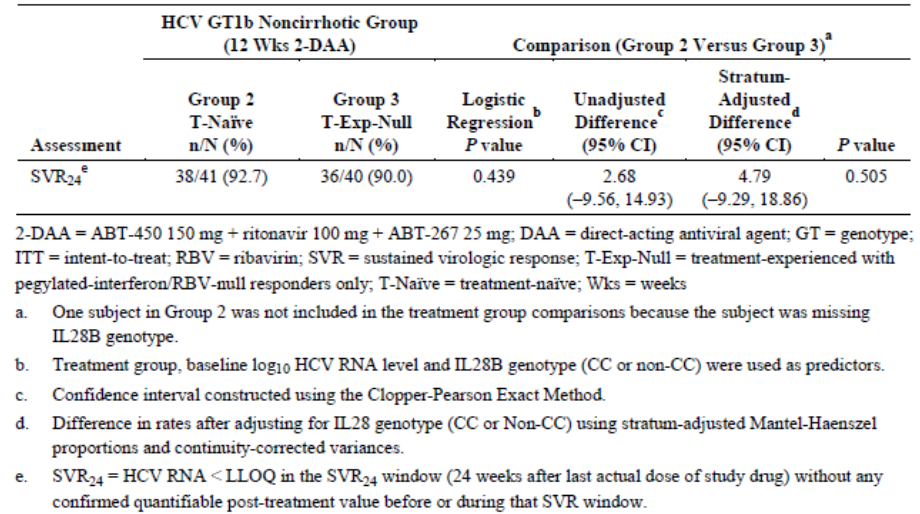 HCV GT1b Noncirrhotic Group
(12 Wks 2-DAA)
Comparison (Group 2 Versus Group 3)a
Assessment
Group 2
T-Naïve
n/N (%)
Group 3
T-Exp-Null
n/N (%)
Logistic
Regressionb
P value
Unadjusted
Differencec
(95% CI)
Stratum-
Adjusted
Differenced
(95% CI)
P value
SVR24e
38/41 (92.7)
36/40 (90.0)
0.439
2.68
(–9.56, 14.93)
4.79
(–9.29, 18.86)
0.505
2-DAA = ABT-450 150 mg + ritonavir 100 mg + ABT-267 25 mg; DAA = direct-acting antiviral agent; GT = genotype;
ITT = intent-to-treat; RBV = ribavirin; SVR = sustained virologic response; T-Exp-Null = treatment-experienced with
pegylated-interferon/RBV-null responders only; T-Naïve = treatment-naïve; Wks = weeks
a. One subject in Group 2 was not included in the treatment group comparisons because the subject was missing
IL28B genotype.
b. Treatment group, baseline log10 HCV RNA level and IL28B genotype (CC or non-CC) were used as predictors.
c. Confidence interval constructed using the Clopper-Pearson Exact Method.
d. Difference in rates after adjusting for IL28 genotype (CC or Non-CC) using stratum-adjusted Mantel-Haenszel
proportions and continuity-corrected variances.
e. SVR24 = HCV RNA < LLOQ in the SVR24 window (24 weeks after last actual dose of study drug) without any
confirmed quantifiable post-treatment value before or during that SVR window.